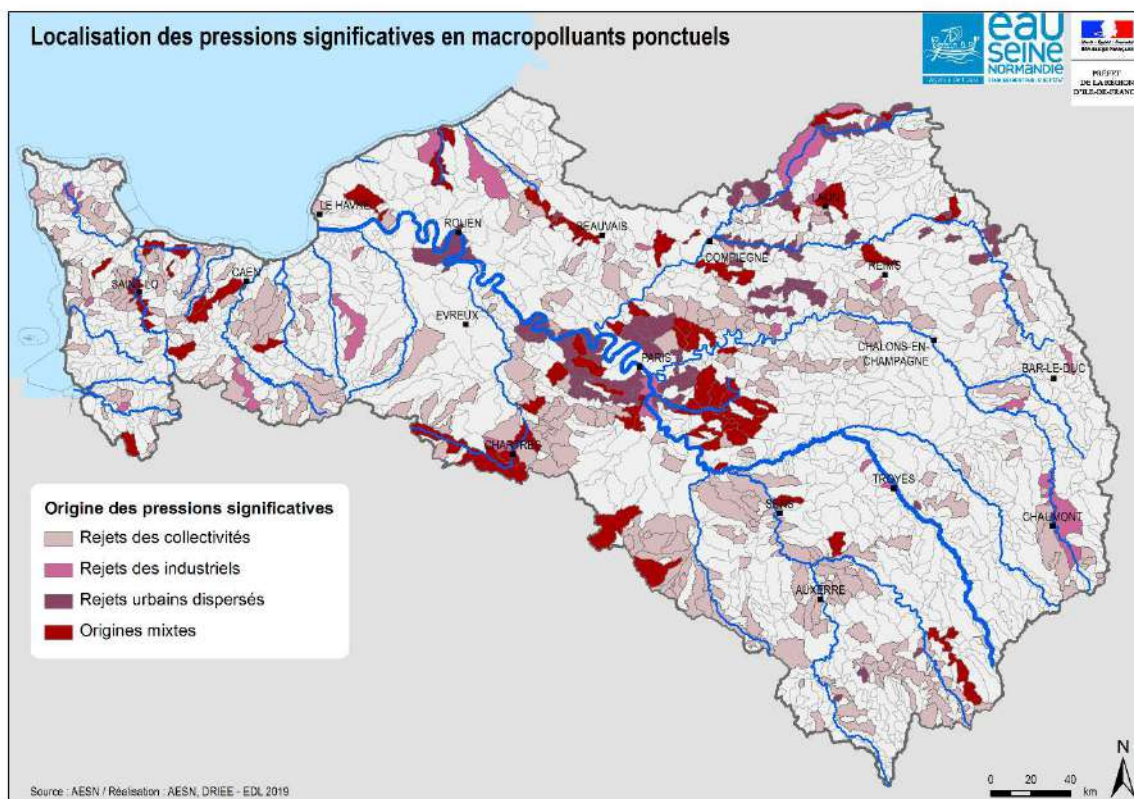 Localisation des pressions significatives en macropolluants ponctuels
eau
SEINE
NORMANDIE
RÉPUBLIQUE FRANÇAISE
PRÉFET
DE LA RÉGION
D'ILE-DE-FRANCE
LE HAVRE
ROUEN
BEAUVAIS
LAON
COMPIEGNE
REIMS
SAINT-LO
CAEN
EVREUX
PARIS
CHALONS-EN-
CHAMPAGNE
BAR-LE-DUC
CHARTRES
TROYES
SENS
CHAUMONT
AUXERRE
Origine des pressions significatives
Rejets des collectivités
Rejets des industriels
Rejets urbains dispersés
Origines mixtes
N
0 20 40
km
Source : AESN / Réalisation : AESN, DRIEE - EDL 2019